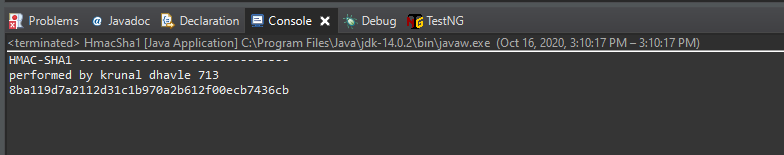 Problems @ Javadoc Declaration Console Debug TestNG
<terminated> HmacSha1 [Java Application] C:\Program Files\Java\jdk-14.0.2\bin\javaw.exe (Oct 16, 2020, 3:10:17 PM – 3:10:17 PM)
HMAC-SHA1 ------------------------------
performed by krunal dhavle 713
8ba119d7a2112d31c1b970a2b612f00ecb7436cb